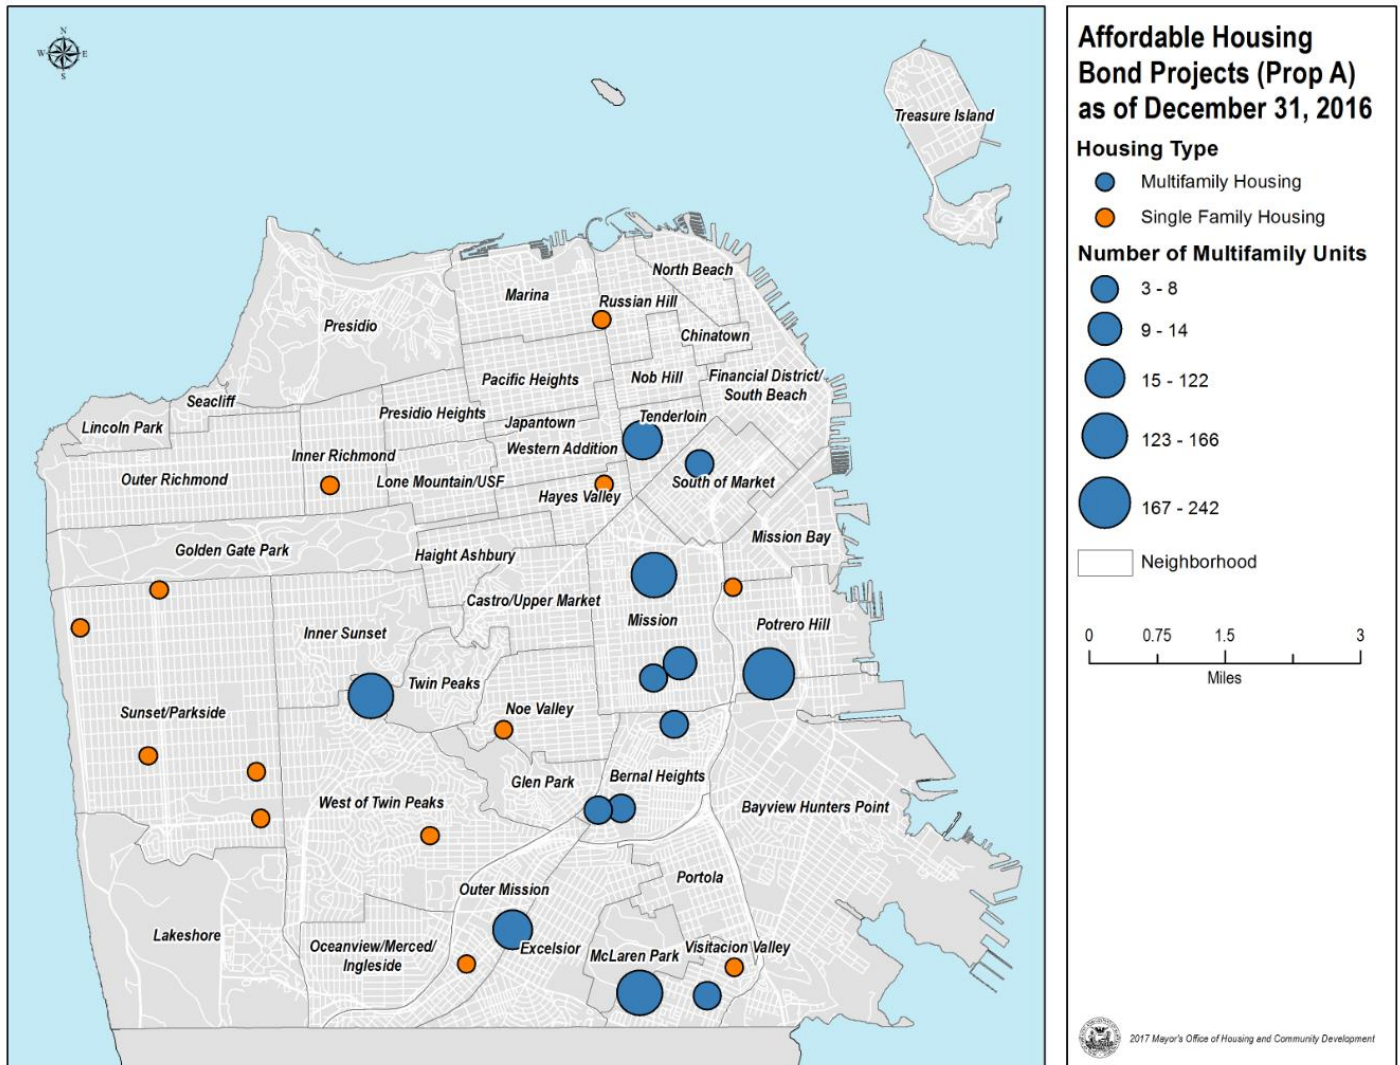 N
W E
S
Treasure Island
North Beach
Marina
Russian Hill
Presidio
Chinatown
Pacific Heights
Nob Hill
Financial District/
South Beach
Seacliff
Presidio Heights
Lincoln Park
Japantown
Tenderloin
Western Addition
Inner Richmond
Outer Richmond
Lone Mountain/USF
South of Market
Hayes Valley
Mission Bay
Golden Gate Park
Haight Ashbury
Castro/Upper Market
Mission
Potrero Hill
Inner Sunset
Twin Peaks
Noe Valley
Sunset/Parkside
Glen Park
Bernal Heights
West of Twin Peaks
Bayview Hunters Point
Portola
Outer Mission
Lakeshore
Oceanview/Merced/
Ingleside
Excelsior
McLaren Park
Visitacion Valley
Affordable Housing
Bond Projects (Prop A)
as of December 31, 2016
Housing Type
Multifamily Housing
Single Family Housing
Number of Multifamily Units
3 - 8
9 - 14
15 - 122
123 - 166
167 - 242
Neighborhood
0 0.75 1.5 3
Miles
2017 Mayor's Office of Housing and Community Development